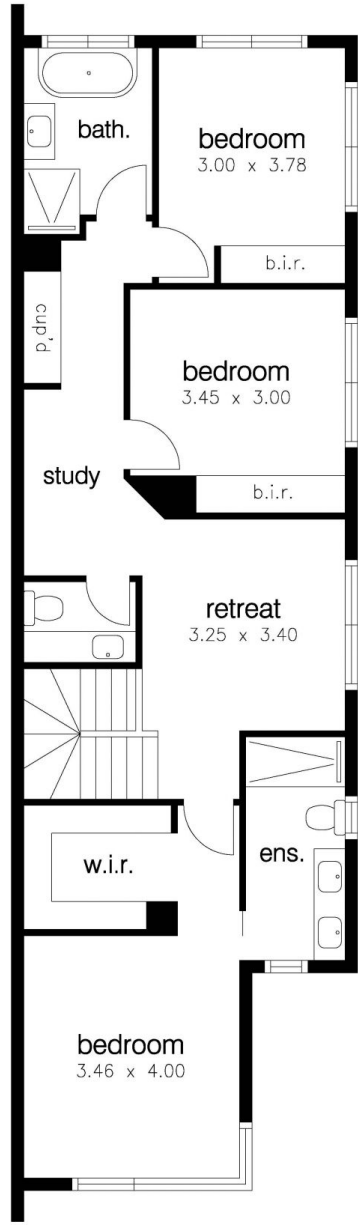 bath.
bedroom
3.00 x 3.78
b.i.r.
cup'd
bedroom
3.45 x 3.00
b.i.r.
study
retreat
3.25 x 3.40
w.i.r.
ens.
bedroom
3.46 x 4.00